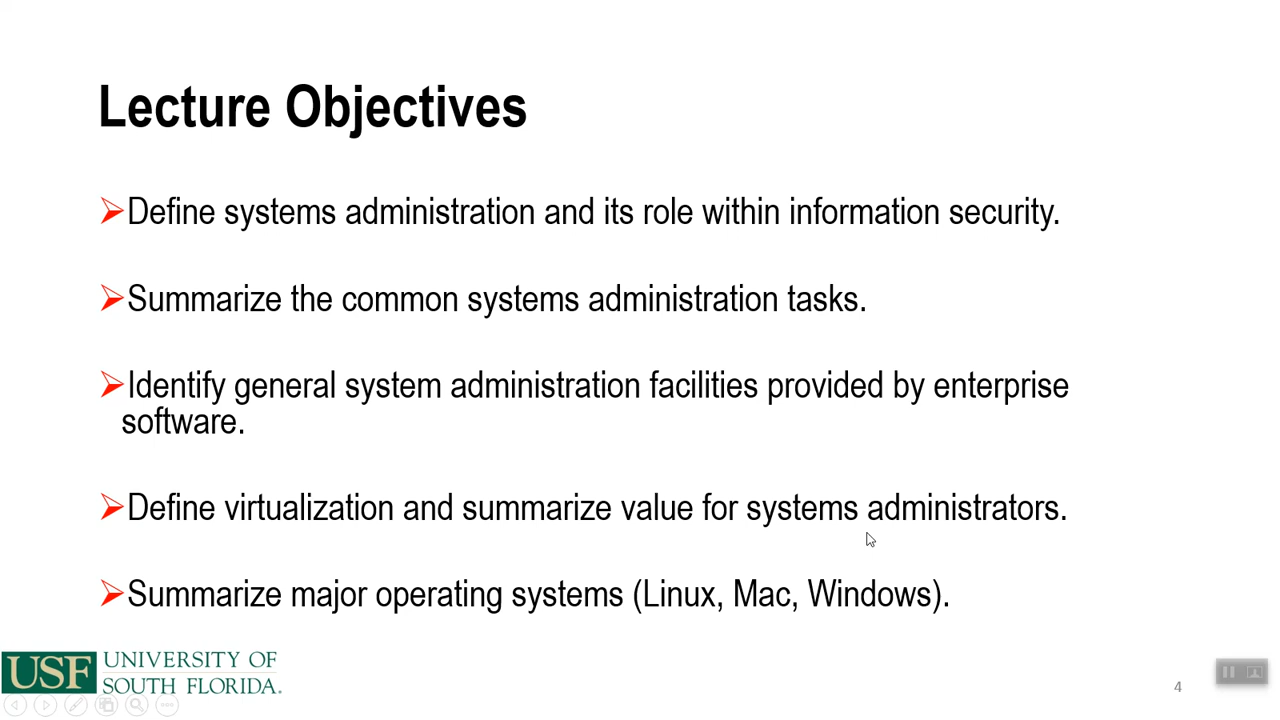 Lecture Objectives
Define systems administration and its role within information security.
Summarize the common systems administration tasks.
Identify general system administration facilities provided by enterprise
software.
Define virtualization and summarize value for systems administrators.
Summarize major operating systems (Linux, Mac, Windows).
USF UNIVERSITY OF
SOUTH FLORIDA.
4